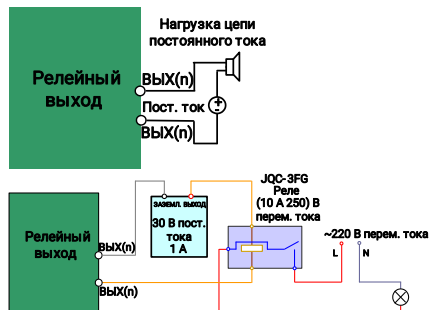 Нагрузка цепи
постоянного тока
Релейный
выход
ВЫХ(n)
Пост. ток
ВЫХ(n)
JQC-3FG
Реле
(10 А 250) В
перем. тока
ЗАЗЕМЛ. ВЫХОД
30 В пост.
тока
1 А
Релейный
выход
ВЫХ(n)
ВЫХ(n)
~220 В перем. тока
L N